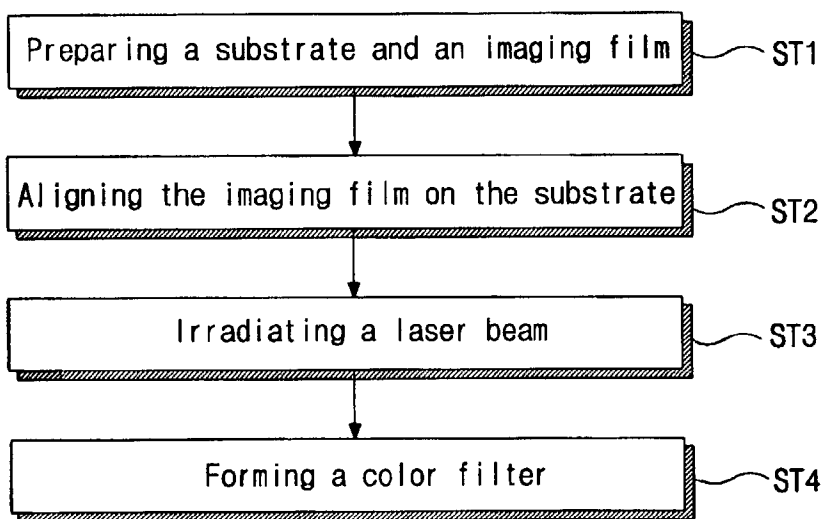 Preparing a substrate and an imaging film
ST1
Aligning the imaging film on the substrate
ST2
Irradiating a laser beam
ST3
Forming a color filter
ST4